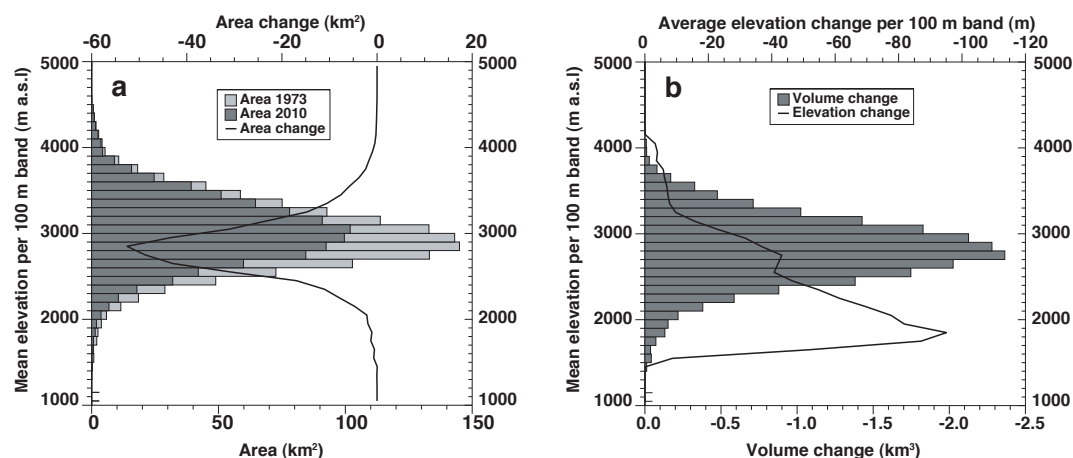 Area change (km²)
-60 -40 -20 0 20
Mean elevation per 100 m band (m a.s.l)
5000
4000
3000
2000
1000
a
Area 1973
Area 2010
Area change
5000
4000
3000
2000
1000
0 50 100 150
Area (km²)
Average elevation change per 100 m band (m)
0 -20 -40 -60 -80 -100 -120
Mean elevation per 100 m band (m a.s.l)
5000
4000
3000
2000
1000
b
Volume change
Elevation change
5000
4000
3000
2000
1000
0.0 -0.5 -1.0 -1.5 -2.0 -2.5
Volume change (km³)